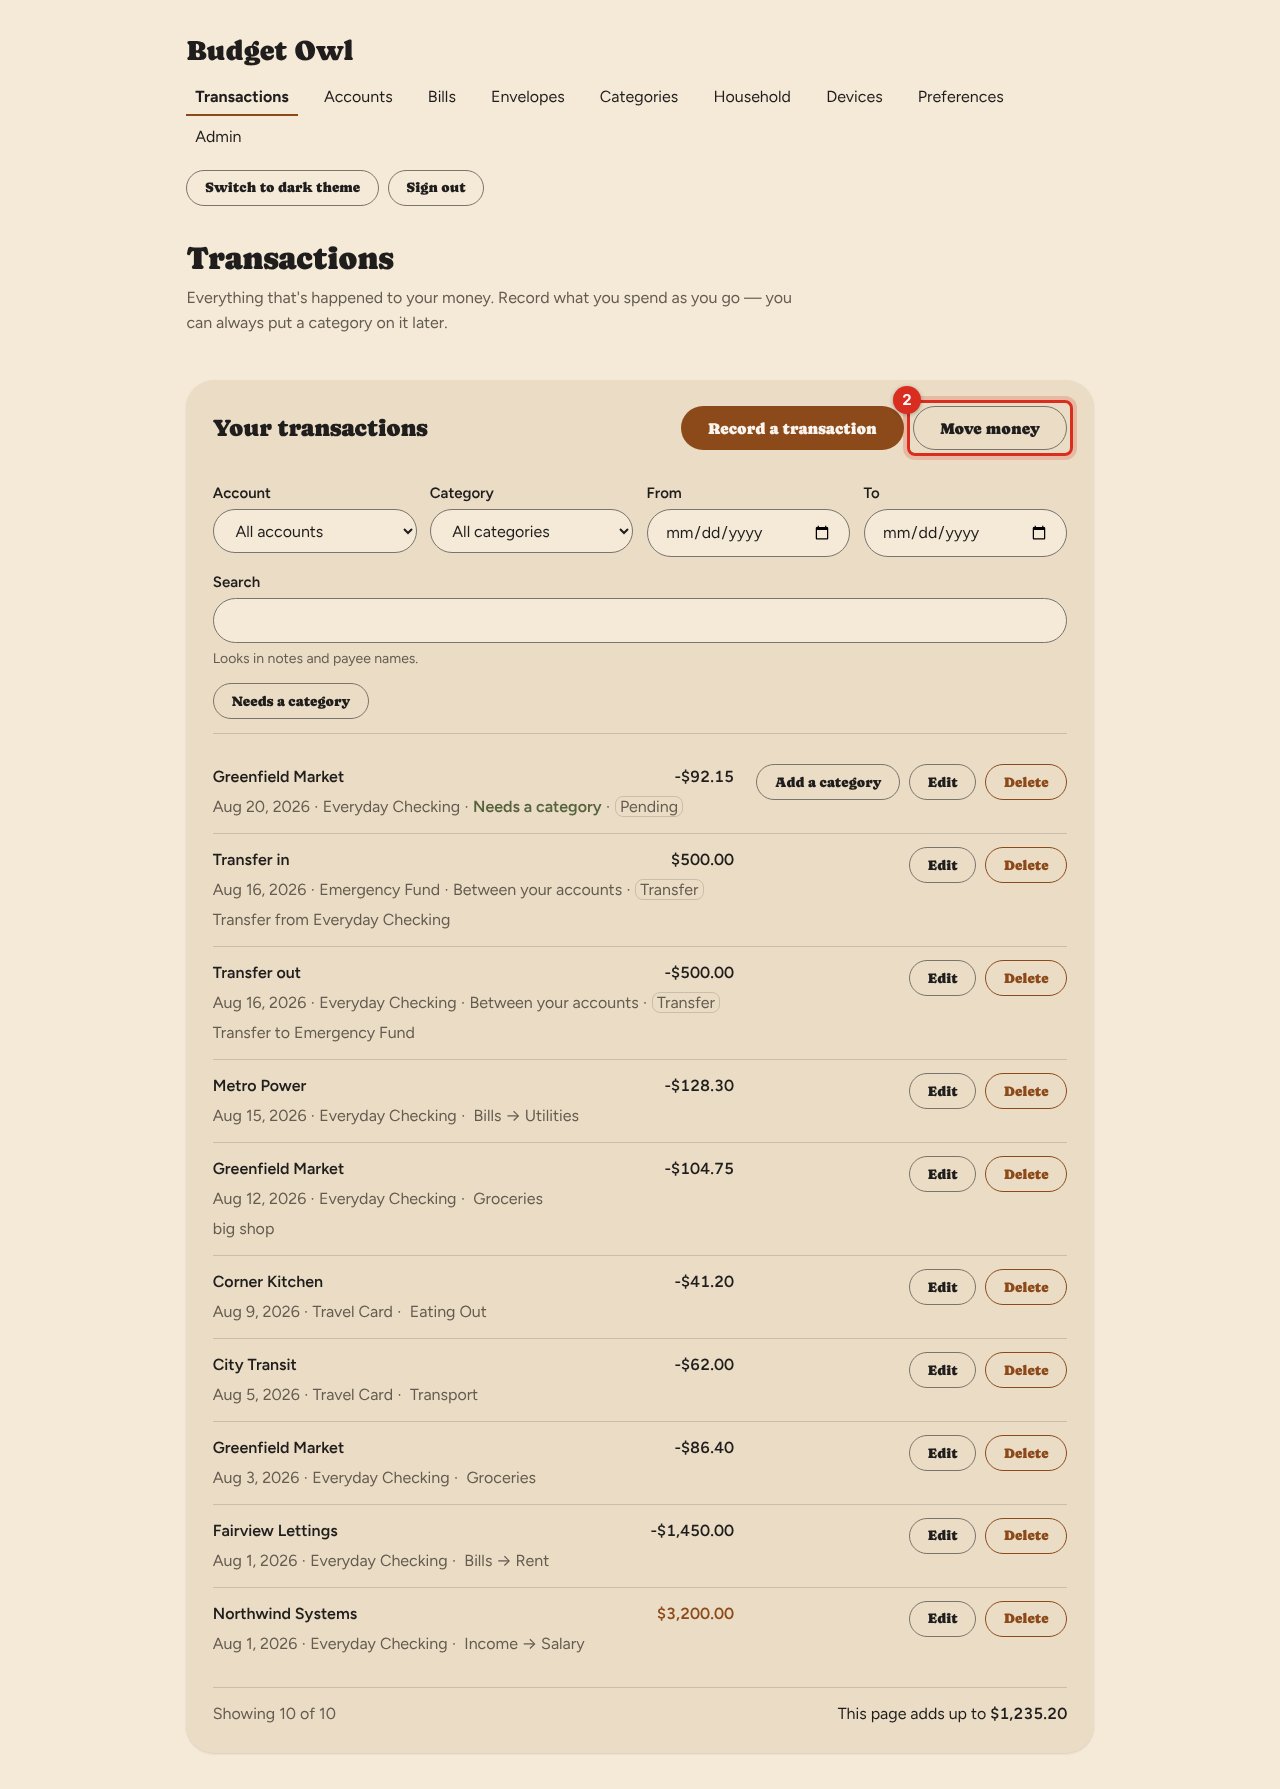 Budget Owl
Transactions Accounts Bills Envelopes Categories Household Devices Preferences
Admin
Switch to dark theme Sign out
Transactions
Everything that's happened to your money. Record what you spend as you go — you
can always put a category on it later.
2
Your transactions Record a transaction Move money
Account Category From To
All accounts All categories mm/dd/yyyy mm/dd/yyyy
Search
Looks in notes and payee names.
Needs a category
Greenfield Market -$92.15 Add a category Edit Delete
Aug 20, 2026 · Everyday Checking · Needs a category · Pending
Transfer in $500.00 Edit Delete
Aug 16, 2026 · Emergency Fund · Between your accounts · Transfer
Transfer from Everyday Checking
Transfer out -$500.00 Edit Delete
Aug 16, 2026 · Everyday Checking · Between your accounts · Transfer
Transfer to Emergency Fund
Metro Power -$128.30 Edit Delete
Aug 15, 2026 · Everyday Checking · Bills → Utilities
Greenfield Market -$104.75 Edit Delete
Aug 12, 2026 · Everyday Checking · Groceries
big shop
Corner Kitchen -$41.20 Edit Delete
Aug 9, 2026 · Travel Card · Eating Out
City Transit -$62.00 Edit Delete
Aug 5, 2026 · Travel Card · Transport
Greenfield Market -$86.40 Edit Delete
Aug 3, 2026 · Everyday Checking · Groceries
Fairview Lettings -$1,450.00 Edit Delete
Aug 1, 2026 · Everyday Checking · Bills → Rent
Northwind Systems $3,200.00 Edit Delete
Aug 1, 2026 · Everyday Checking · Income → Salary
Showing 10 of 10 This page adds up to $1,235.20